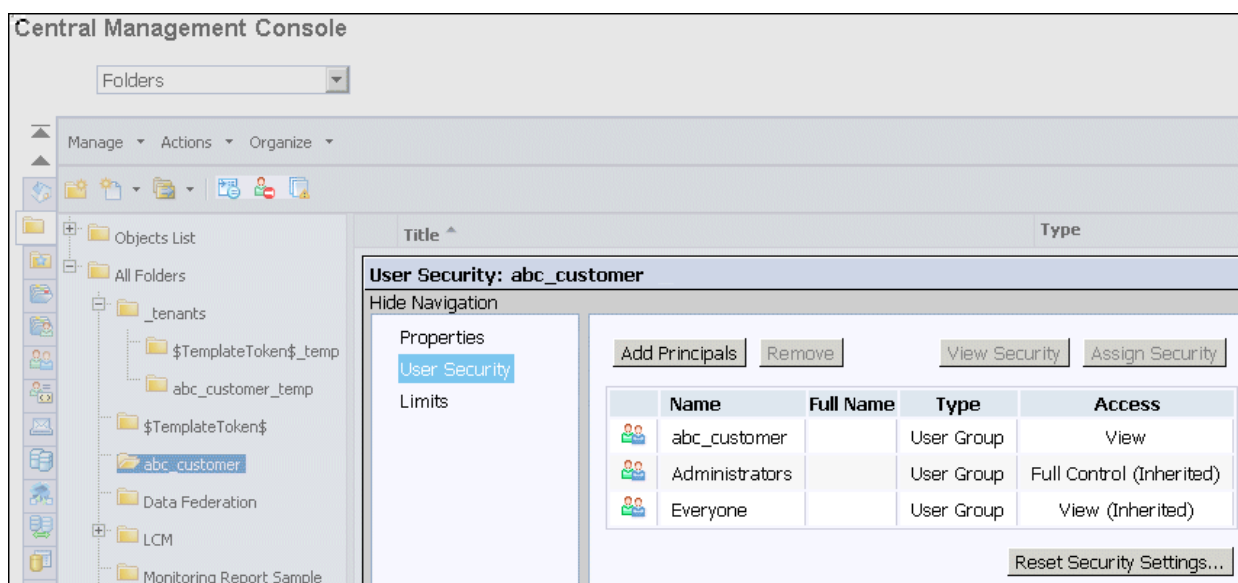 Central Management Console
Folders
Manage Actions Organize
Objects List
All Folders
_tenants
$TemplateToken$_temp
abc_customer_temp
$TemplateToken$
abc_customer
Data Federation
LCM
Monitoring Report Sample
Title Type
User Security: abc_customer
Hide Navigation
Properties
User Security
Limits
Add Principals Remove View Security Assign Security
Name Full Name Type Access
abc_customer User Group View
Administrators User Group Full Control (Inherited)
Everyone User Group View (Inherited)
Reset Security Settings...